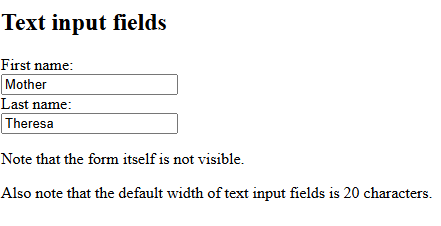 Text input fields
First name:
Mother
Last name:
Theresa
Note that the form itself is not visible.
Also note that the default width of text input fields is 20 characters.